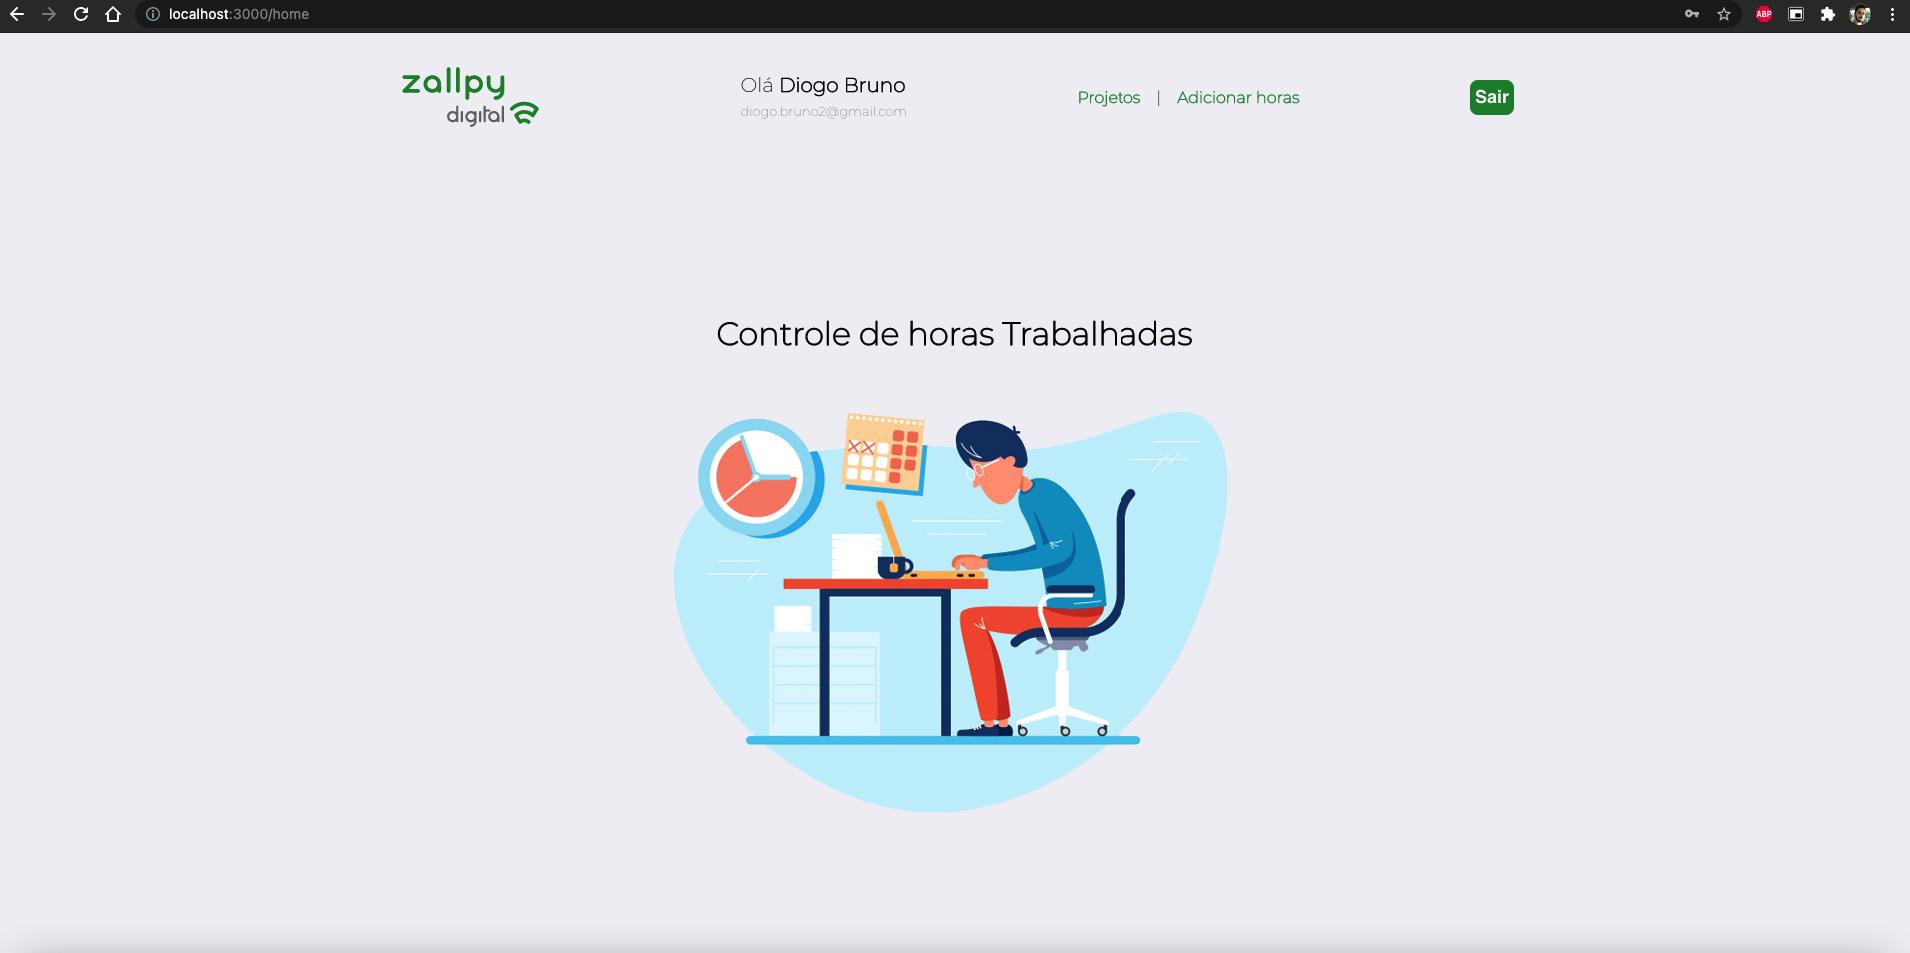 localhost:3000/home
ABP
zallpy
digital
Olá Diogo Bruno
diogo.bruno2@gmail.com
Projetos | Adicionar horas
Sair
Controle de horas Trabalhadas